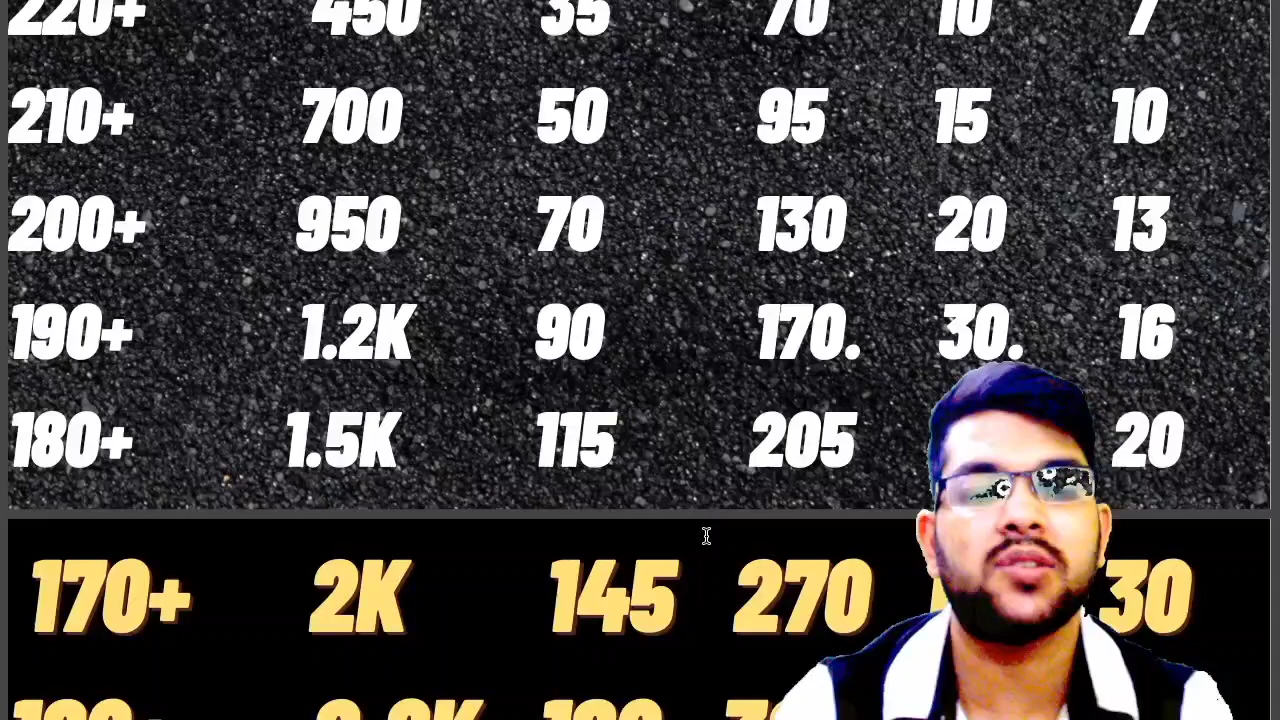 220+ 450 35 70 10 7
210+ 700 50 95 15 10
200+ 950 70 130 20 13
190+ 1.2K 90 170. 30. 16
180+ 1.5K 115 205 20
170+ 2K 145 270 30